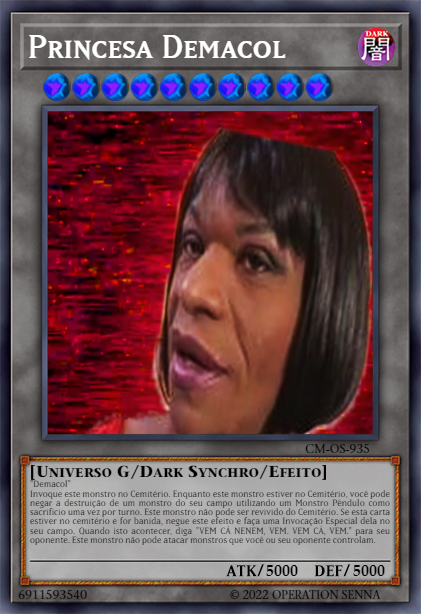 PRINCESA DEMACOL
DARK
闇
CM-OS-935
[UNIVERSO G/DARK SYNCHRO/EFEITO]
"Demacol"
Invoque este monstro no Cemitério. Enquanto este monstro estiver no Cemitério, você pode
negar a destruição de um monstro do seu campo utilizando um Monstro Pêndulo como
sacrifício uma vez por turno. Este monstro não pode ser revivido do Cemitério. Se esta carta
estiver no cemitério e for banida, negue este efeito e faça uma Invocação Especial dela no
seu campo. Quando isto acontecer, diga "VEM CÁ NENÉM, VEM. VEM CA, VEM." para seu
oponente. Este monstro não pode atacar monstros que você ou seu oponente controlam.
ATK/5000 DEF/5000
6911593540 ©2022 OPERATION SENNA